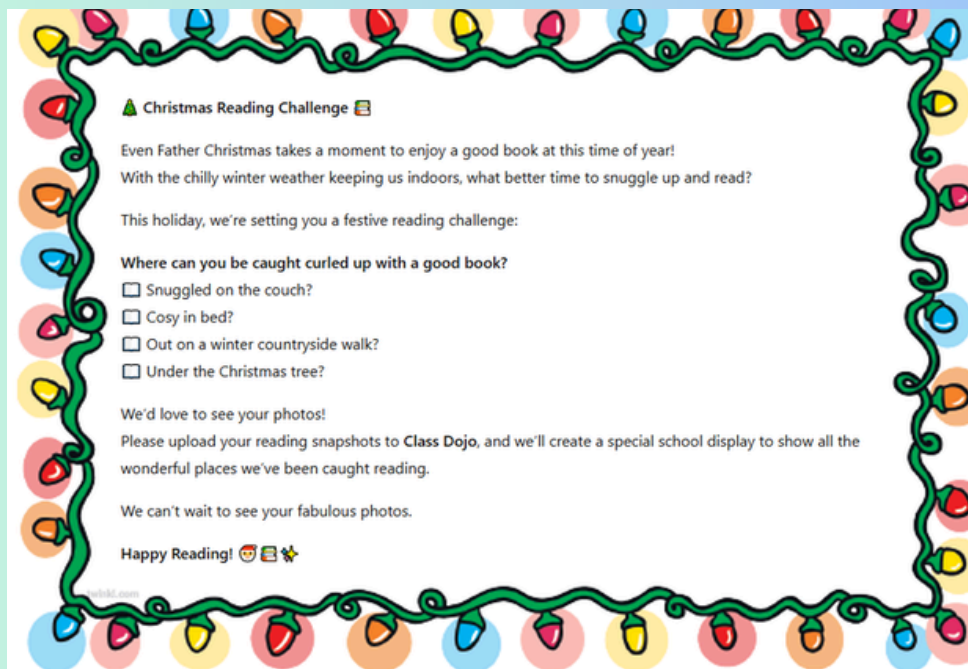 🎄 Christmas Reading Challenge 📚
Even Father Christmas takes a moment to enjoy a good book at this time of year!
With the chilly winter weather keeping us indoors, what better time to snuggle up and read?
This holiday, we’re setting you a festive reading challenge:
Where can you be caught curled up with a good book?
📖 Snuggled on the couch?
📖 Cosy in bed?
📖 Out on a winter countryside walk?
📖 Under the Christmas tree?
We’d love to see your photos!
Please upload your reading snapshots to Class Dojo, and we’ll create a special school display to show all the
wonderful places we’ve been caught reading.
We can’t wait to see your fabulous photos.
Happy Reading! 🎅📚✨
twinkl.com